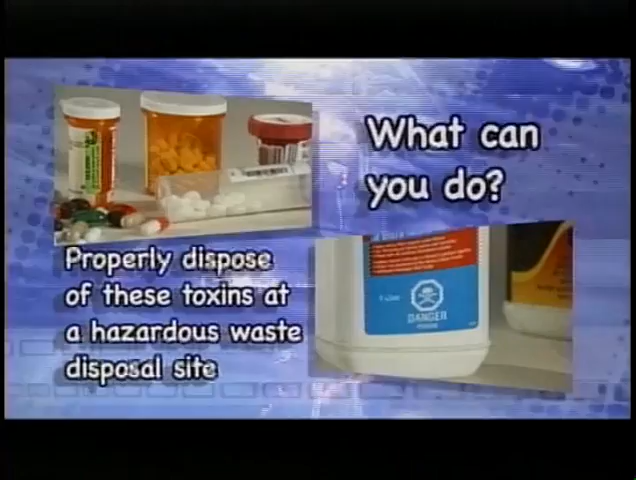 What can
you do?
Properly dispose
of these toxins at
a hazardous waste
disposal site
DANGER